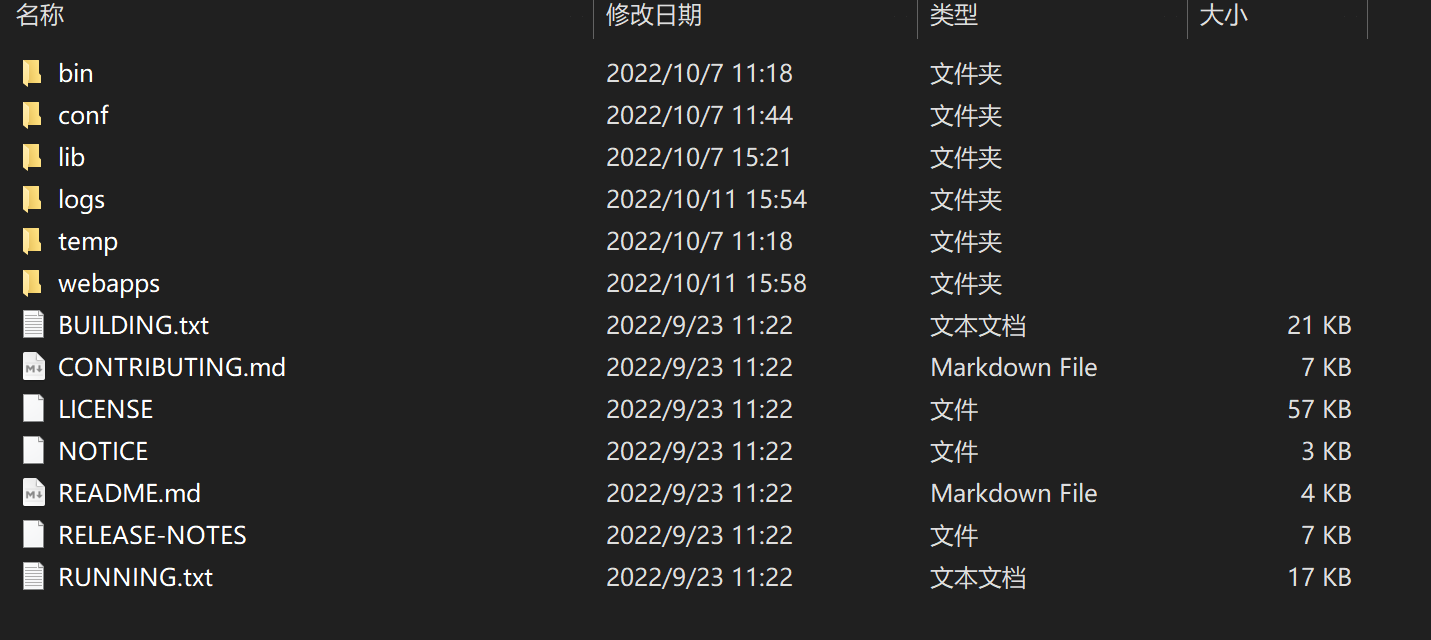 名称 修改日期 类型 大小
bin 2022/10/7 11:18 文件夹
conf 2022/10/7 11:44 文件夹
lib 2022/10/7 15:21 文件夹
logs 2022/10/11 15:54 文件夹
temp 2022/10/7 11:18 文件夹
webapps 2022/10/11 15:58 文件夹
BUILDING.txt 2022/9/23 11:22 文本文档 21 KB
CONTRIBUTING.md 2022/9/23 11:22 Markdown File 7 KB
LICENSE 2022/9/23 11:22 文件 57 KB
NOTICE 2022/9/23 11:22 文件 3 KB
README.md 2022/9/23 11:22 Markdown File 4 KB
RELEASE-NOTES 2022/9/23 11:22 文件 7 KB
RUNNING.txt 2022/9/23 11:22 文本文档 17 KB